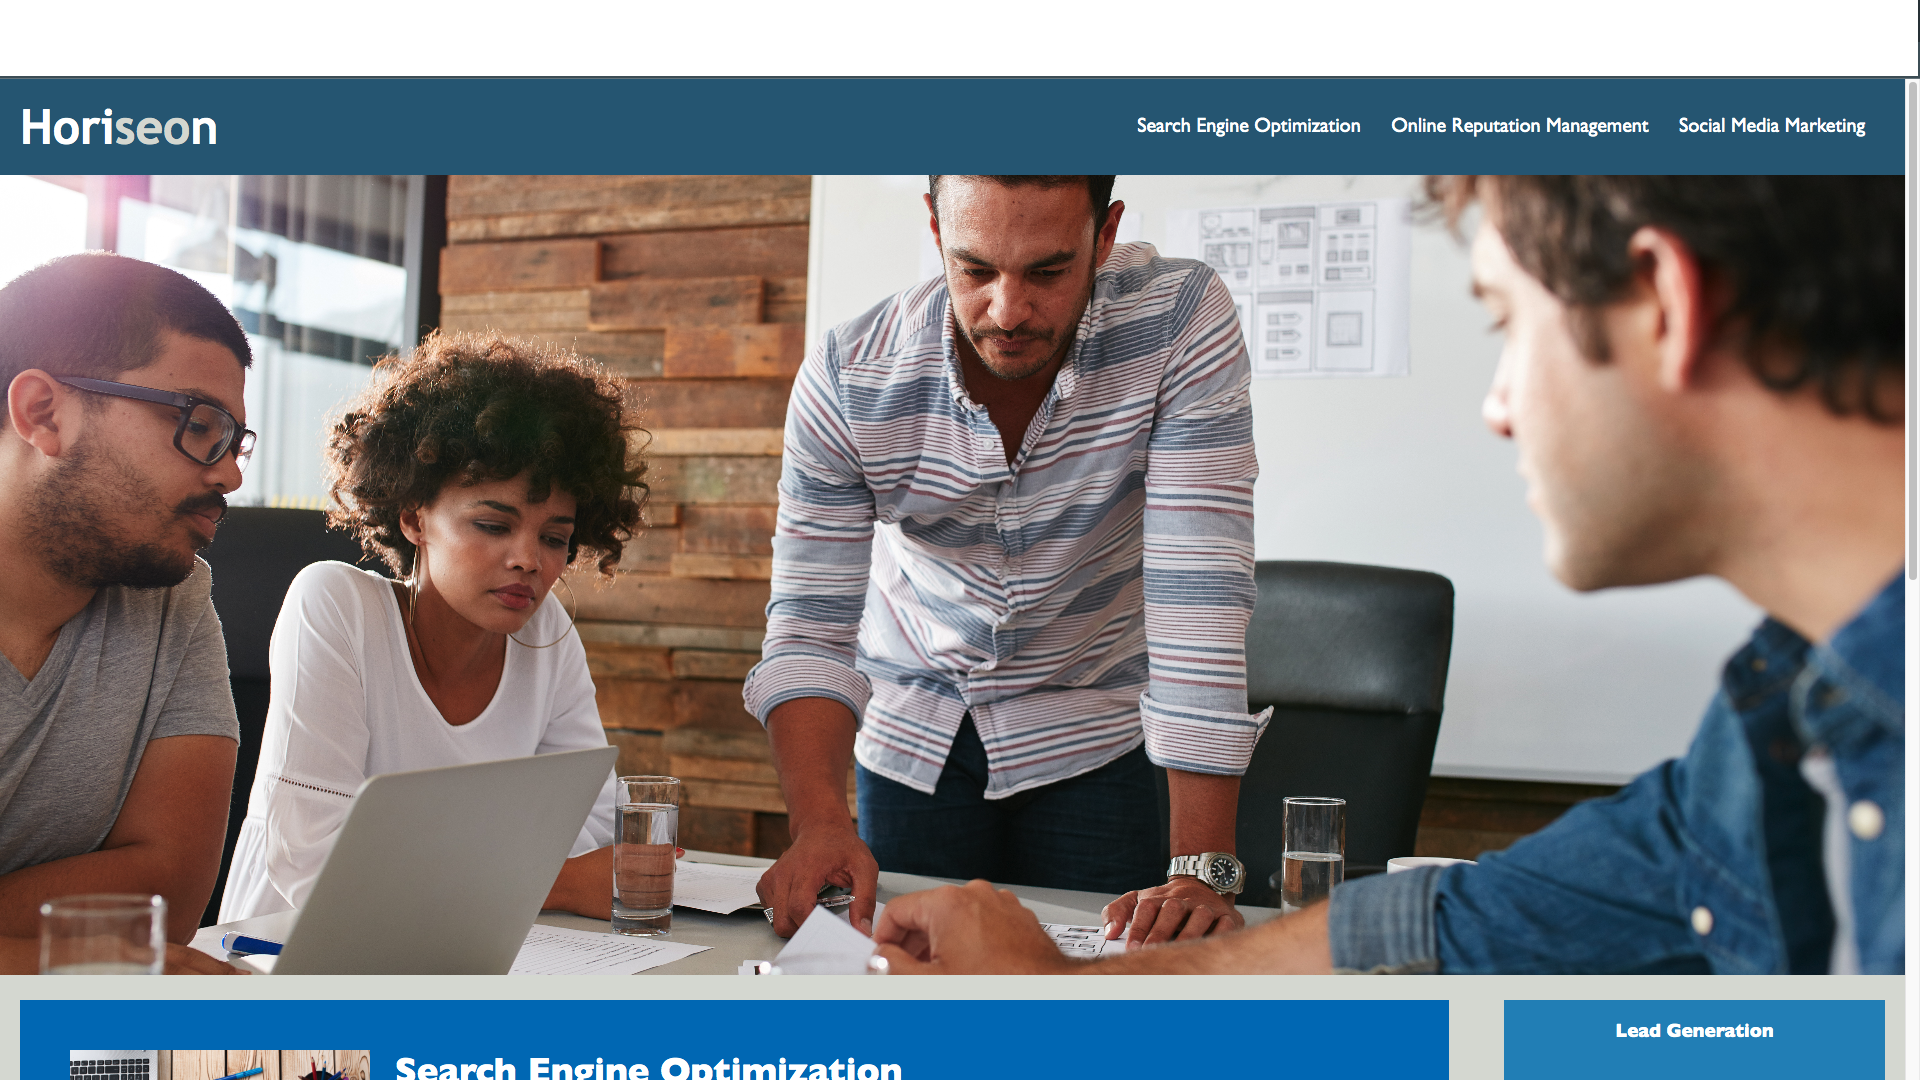 Horiseon
Search Engine Optimization
Online Reputation Management
Social Media Marketing
Search Engine Optimization
Lead Generation